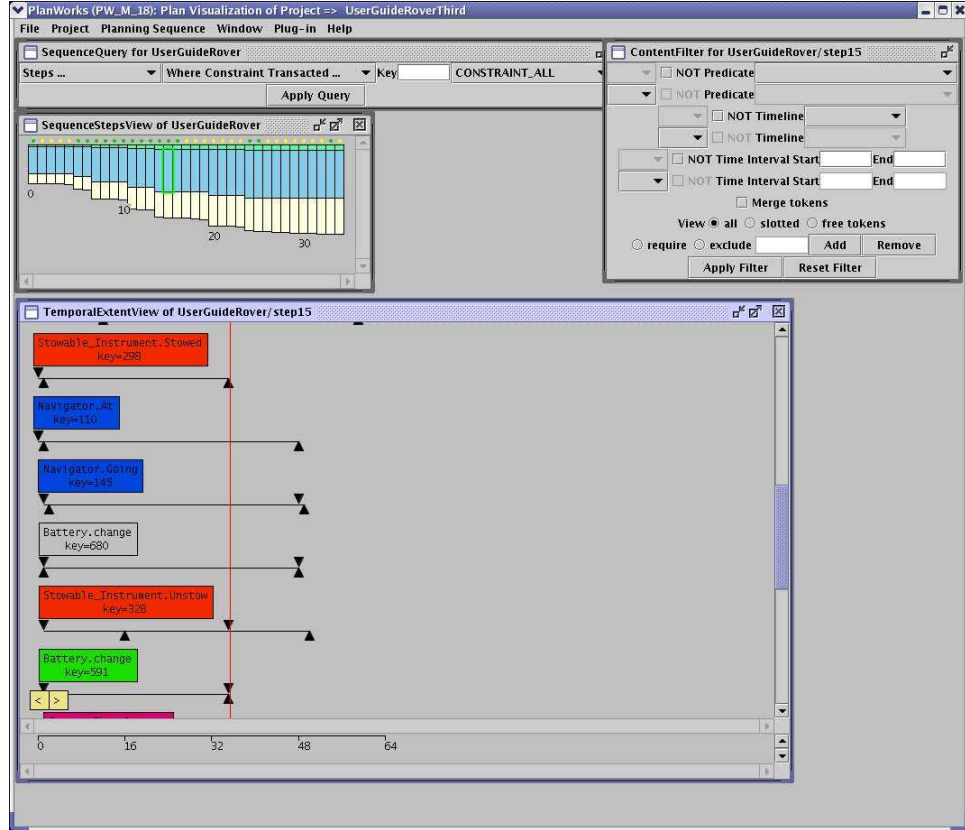 PlanWorks (PW_M_18): Plan Visualization of Project => UserGuideRoverThird
File Project Planning Sequence Window Plug-in Help
SequenceQuery for UserGuideRover
Steps ... Where Constraint Transacted ... Key CONSTRAINT_ALL
Apply Query
ContentFilter for UserGuideRover/step15
NOT Predicate
NOT Predicate
NOT Timeline
NOT Timeline
NOT Time Interval Start End
NOT Time Interval Start End
Merge tokens
View all slotted free tokens
require exclude Add Remove
Apply Filter Reset Filter
SequenceStepsView of UserGuideRover
0
10
20
30
TemporalExtentView of UserGuideRover/step15
Stowable_Instrument.Stowed
key=298
Navigator.At
key=110
Navigator.Going
key=145
Battery.change
key=680
Stowable_Instrument.Unstow
key=328
Battery.change
key=591
< >
0 16 32 48 64